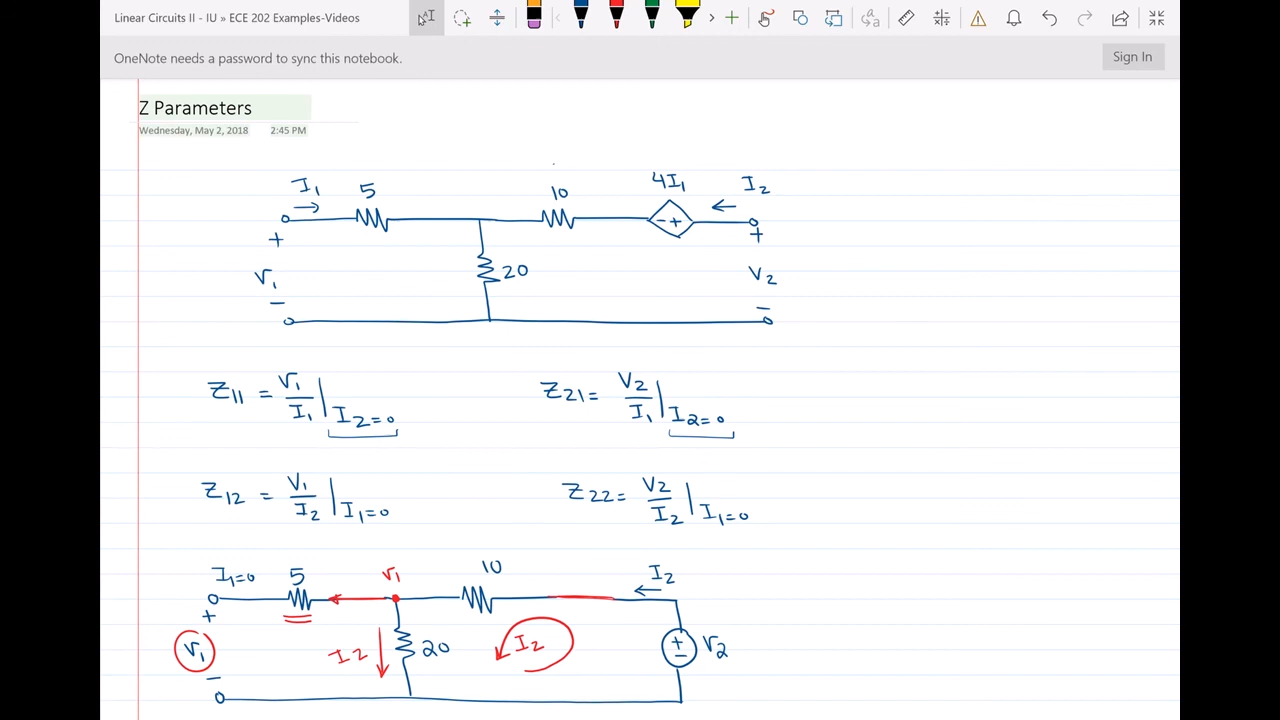 Linear Circuits II - IU » ECE 202 Examples-Videos
OneNote needs a password to sync this notebook. Sign In
Z Parameters
Wednesday, May 2, 2018 2:45 PM
I1 5 10 4I1 I2
- +
+ +
V1 20 V2
- -
Z11 = V1/I1 | I2=0 Z21 = V2/I1 | I2=0
Z12 = V1/I2 | I1=0 Z22 = V2/I2 | I1=0
I1=0 5 V1 10 I2
+
V1 I2 20 I2 + - V2
-